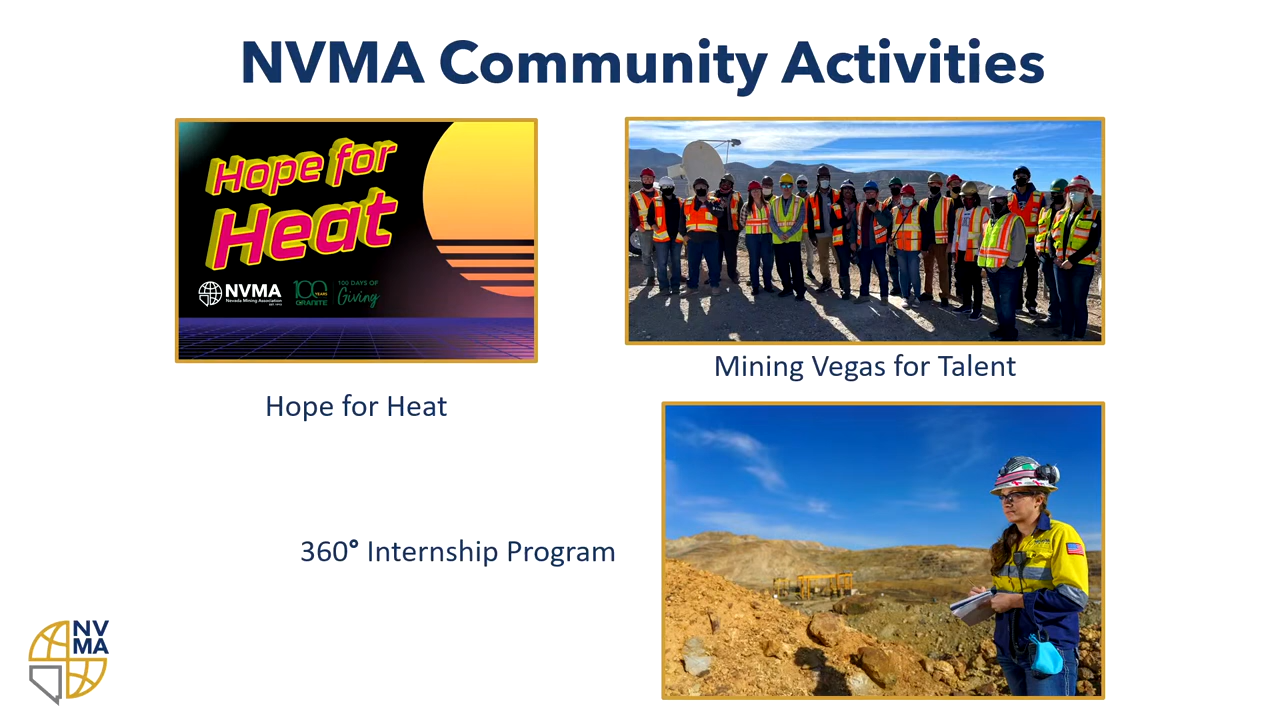 NVMA Community Activities
Hope for
Heat
NVMA
Nevada Mining Association
100 YEARS
GRANITE
100 DAYS OF
Giving
Hope for Heat
Mining Vegas for Talent
360° Internship Program
NV
MA